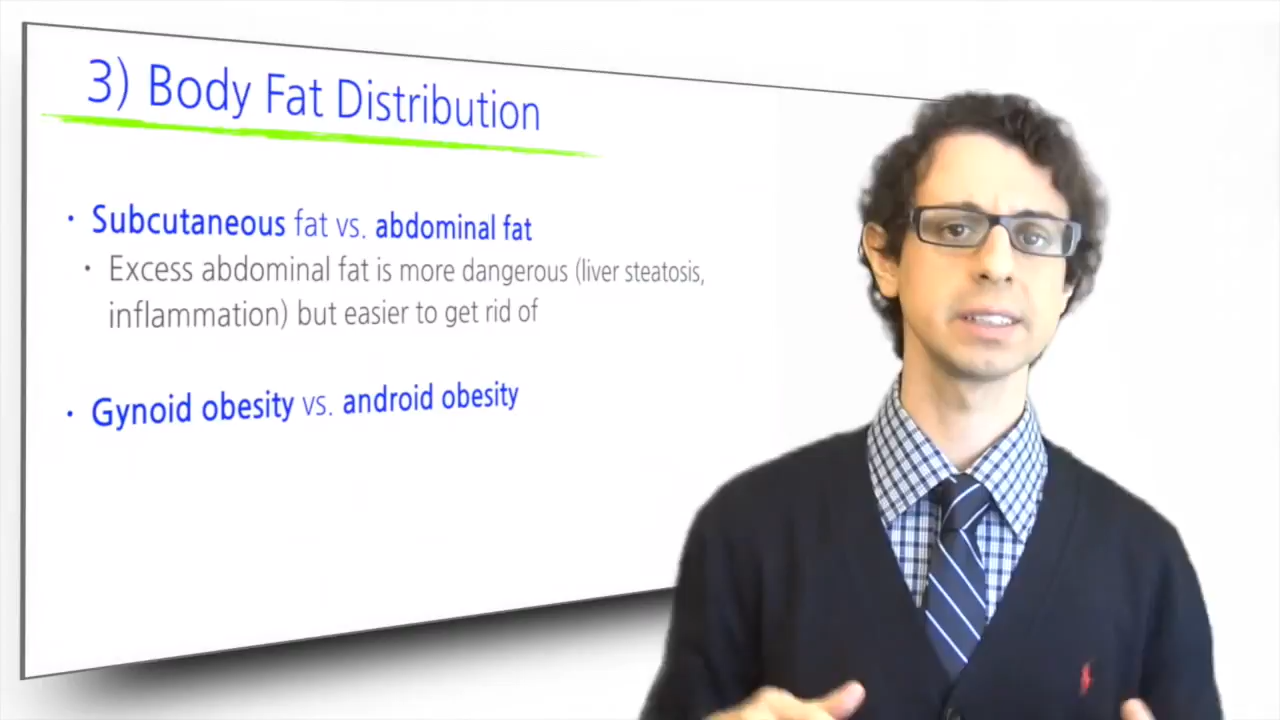 3) Body Fat Distribution
• Subcutaneous fat vs. abdominal fat
• Excess abdominal fat is more dangerous (liver steatosis,
inflammation) but easier to get rid of
• Gynoid obesity vs. android obesity